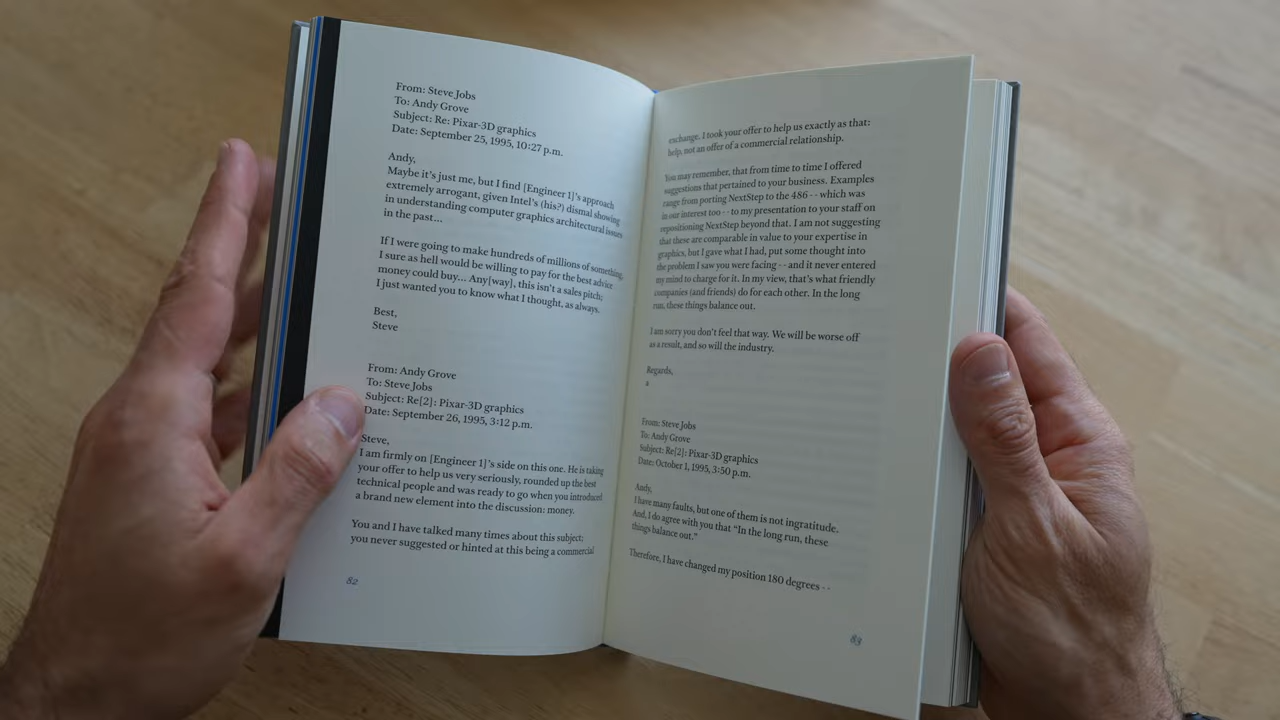 From: Steve Jobs
To: Andy Grove
Subject: Re: Pixar-3D graphics
Date: September 25, 1995, 10:27 p.m.
Andy,
Maybe it's just me, but I find [Engineer 1]'s approach
extremely arrogant, given Intel's (his?) dismal showing
in understanding computer graphics architectural issues
in the past...
If I were going to make hundreds of millions of something,
I sure as hell would be willing to pay for the best advice
money could buy... Any[way], this isn't a sales pitch;
I just wanted you to know what I thought, as always.
Best,
Steve
From: Andy Grove
To: Steve Jobs
Subject: Re[2]: Pixar-3D graphics
Date: September 26, 1995, 3:12 p.m.
Steve,
I am firmly on [Engineer 1]'s side on this one. He is taking
your offer to help us very seriously, rounded up the best
technical people and was ready to go when you introduced
a brand new element into the discussion: money.
You and I have talked many times about this subject;
you never suggested or hinted at this being a commercial
82
exchange. I took your offer to help us exactly as that:
help, not an offer of a commercial relationship.
You may remember, that from time to time I offered
suggestions that pertained to your business. Examples
range from porting NextStep to the 486 - - which was
in our interest too - - to my presentation to your staff on
repositioning NextStep beyond that. I am not suggesting
that these are comparable in value to your expertise in
graphics, but I gave what I had, put some thought into
the problem I saw you were facing - - and it never entered
my mind to charge for it. In my view, that's what friendly
companies (and friends) do for each other. In the long
run, these things balance out.
I am sorry you don't feel that way. We will be worse off
as a result, and so will the industry.
Regards,
a
From: Steve Jobs
To: Andy Grove
Subject: Re[2]: Pixar-3D graphics
Date: October 1, 1995, 3:50 p.m.
Andy,
I have many faults, but one of them is not ingratitude.
And, I do agree with you that "In the long run, these
things balance out."
Therefore, I have changed my position 180 degrees - -
83